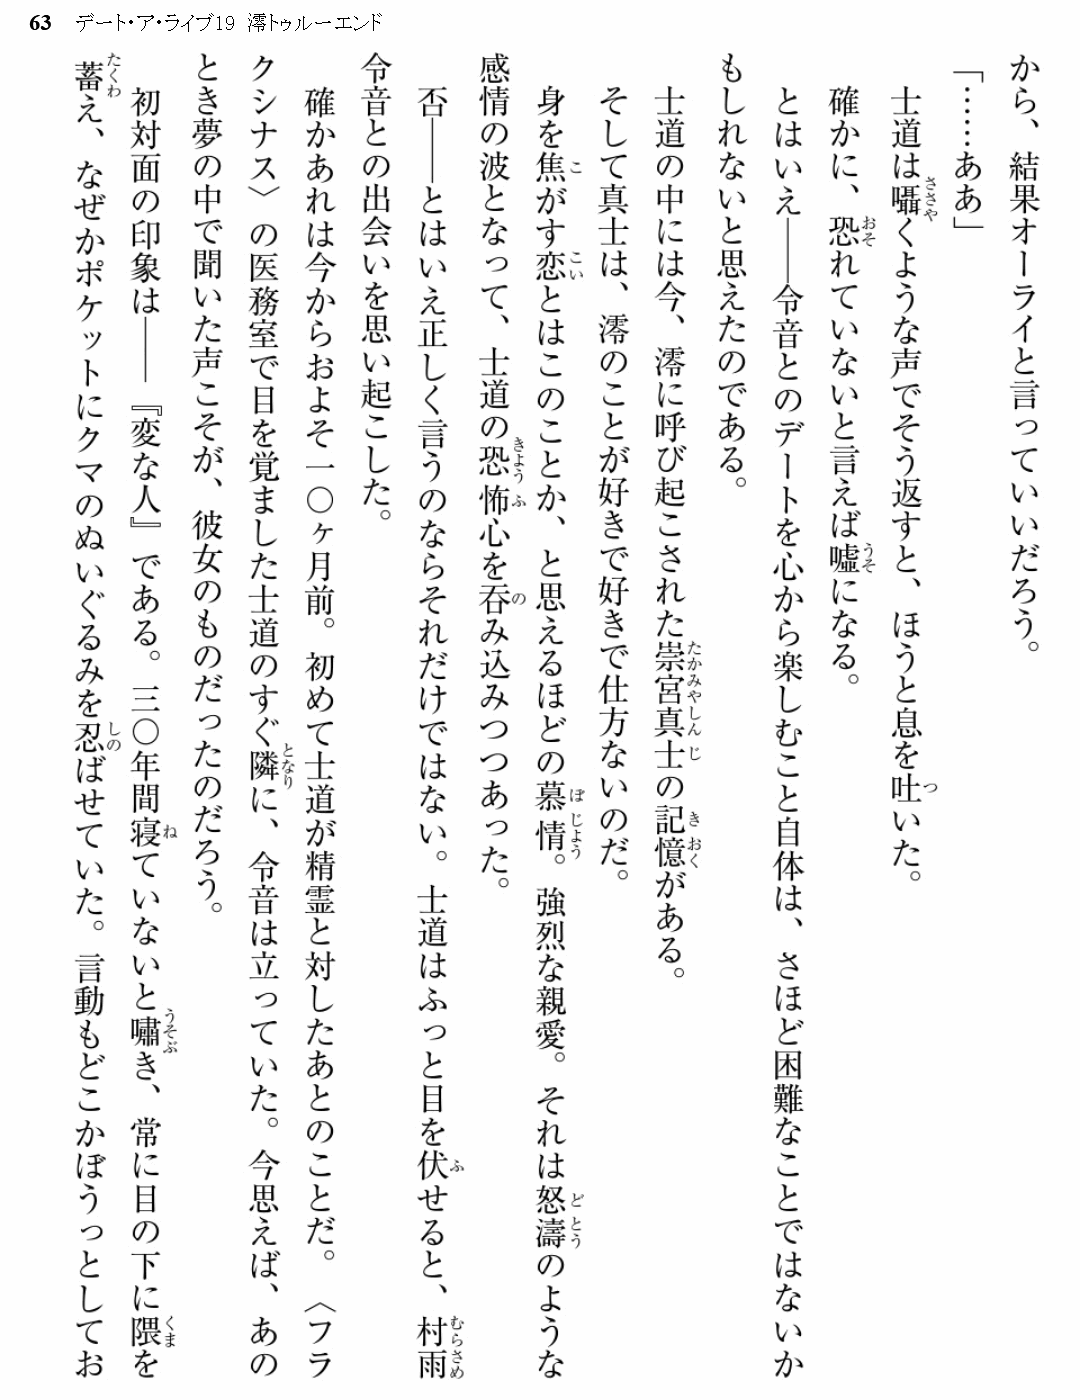 63 デート・ア・ライブ19 澪トゥルーエンド
から、結果オーライと言っていいだろう。
「……ああ」
士道は囁くような声でそう返すと、ほうと息を吐いた。
確かに、恐れていないと言えば嘘になる。
とはいえ――令音とのデートを心から楽しむこと自体は、さほど困難なことではないか
もしれないと思えたのである。
士道の中には今、澪に呼び起こされた崇宮真士の記憶がある。
そして真士は、澪のことが好きで好きで仕方ないのだ。
身を焦がす恋とはこのことか、と思えるほどの慕情。強烈な親愛。それは怒濤のような
感情の波となって、士道の恐怖心を呑み込みつつあった。
否――とはいえ正しく言うのならそれだけではない。士道はふっと目を伏せると、村雨
令音との出会いを思い起こした。
確かあれは今からおよそ一〇ヶ月前。初めて士道が精霊と対したあとのことだ。〈フラ
クシナス〉の医務室で目を覚ました士道のすぐ隣に、令音は立っていた。今思えば、あの
とき夢の中で聞いた声こそが、彼女のものだったのだろう。
初対面の印象は――『変な人』である。三〇年間寝ていないと嘯き、常に目の下に隈を
蓄え、なぜかポケットにクマのぬいぐるみを忍ばせていた。言動もどこかぼうっとしてお